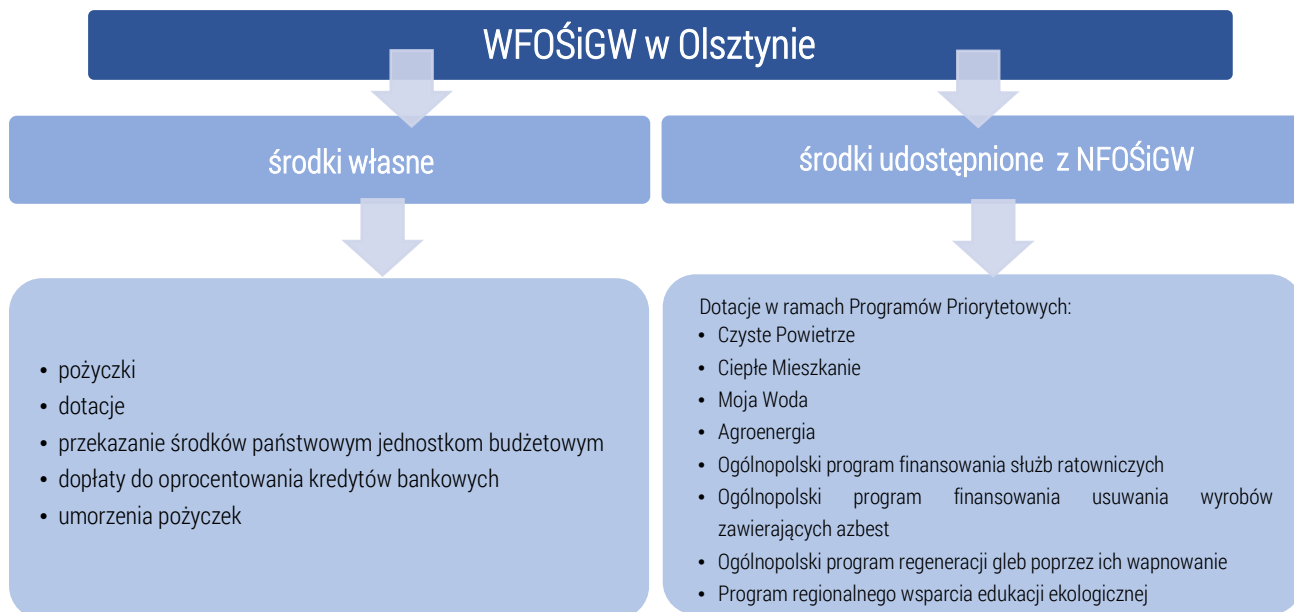 WFOŚiGW w Olsztynie
środki własne
środki udostępnione z NFOŚiGW
• pożyczki
• dotacje
• przekazanie środków państwowym jednostkom budżetowym
• dopłaty do oprocentowania kredytów bankowych
• umorzenia pożyczek
Dotacje w ramach Programów Priorytetowych:
• Czyste Powietrze
• Ciepłe Mieszkanie
• Moja Woda
• Agroenergia
• Ogólnopolski program finansowania służb ratowniczych
• Ogólnopolski program finansowania usuwania wyrobów
zawierających azbest
• Ogólnopolski program regeneracji gleb poprzez ich wapnowanie
• Program regionalnego wsparcia edukacji ekologicznej